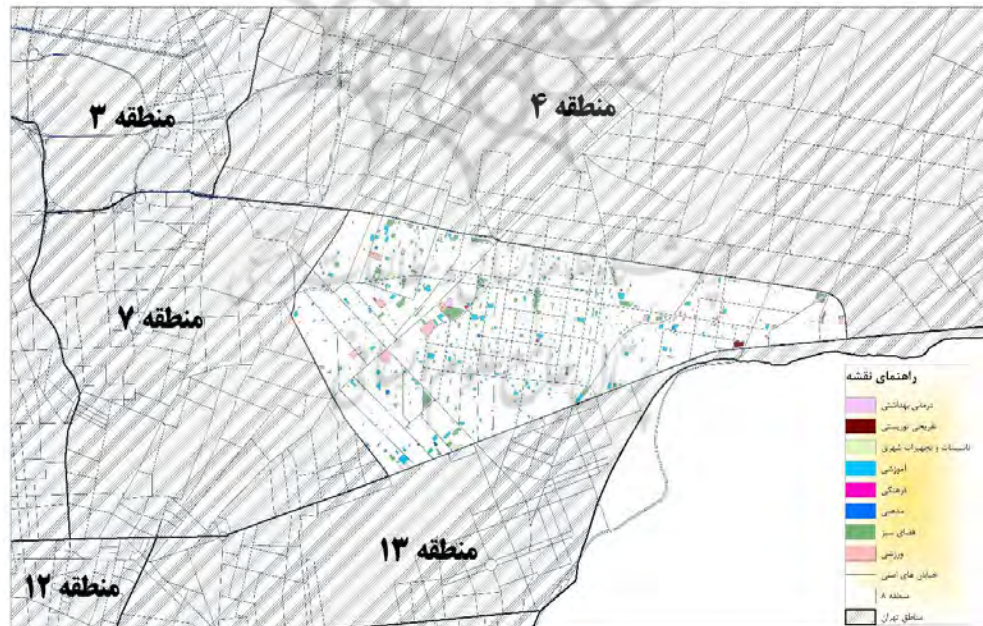 منطقه ۴
منطقه ۳
منطقه ۷
منطقه ۱۳
منطقه ۱۲
راهنمای نقشه
درمانی بهداشتی
تفریحی توریستی
تاسیسات و تجهیزات شهری
آموزشی
فرهنگی
مذهبی
فضای سبز
ورزشی
خیابان های اصلی
منطقه ۸
مناطق تهران